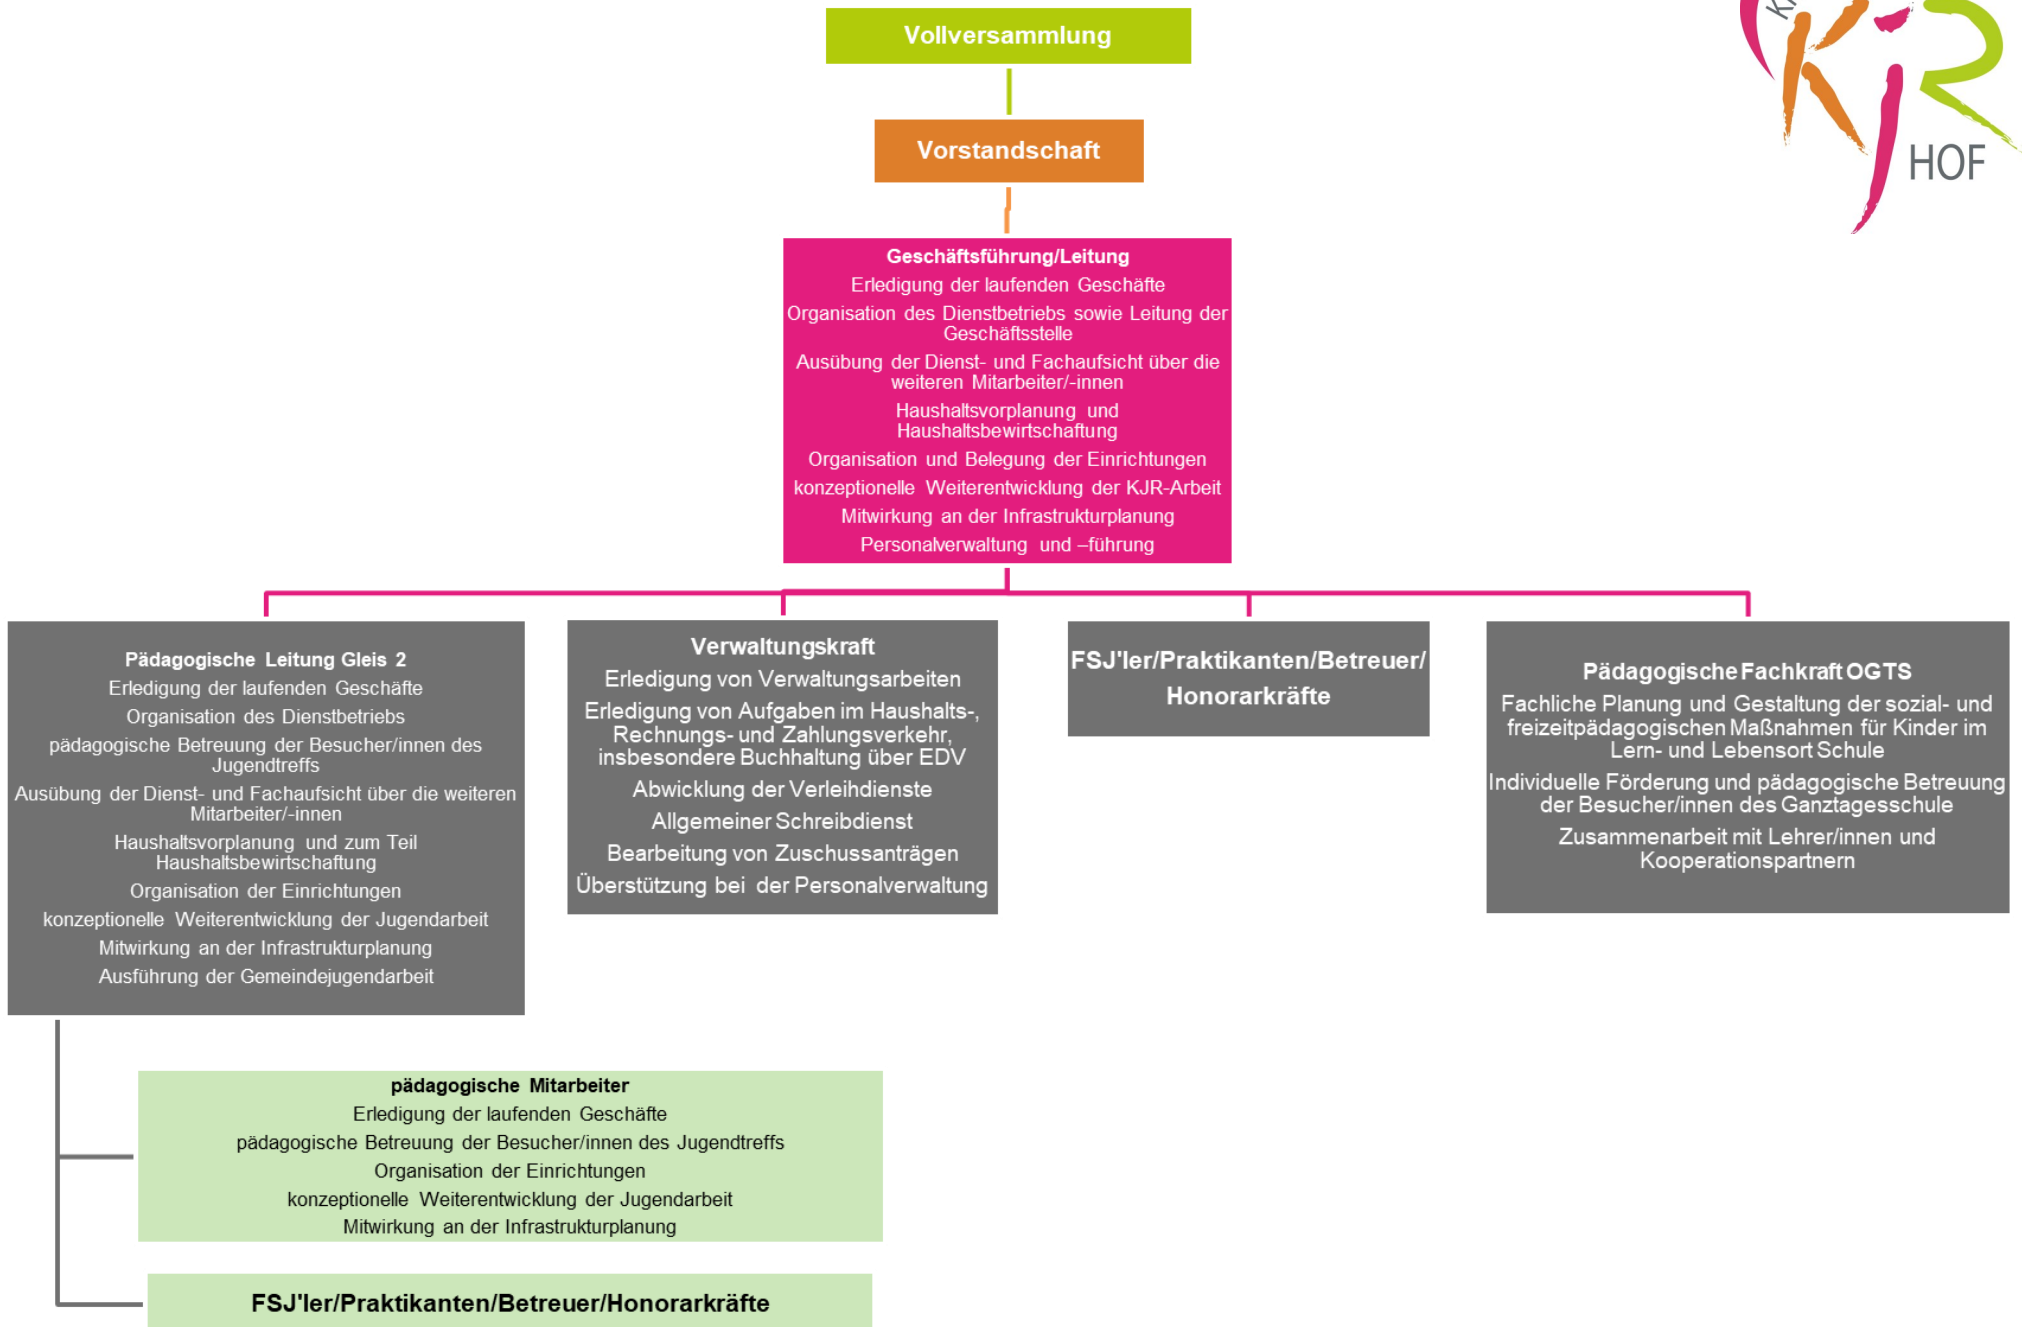 Vollversammlung
HOF
Vorstandschaft
Geschäftsführung/Leitung
Erledigung der laufenden Geschäfte
Organisation des Dienstbetriebs sowie Leitung der
Geschäftsstelle
Ausübung der Dienst- und Fachaufsicht über die
weiteren Mitarbeiter/-innen
Haushaltsvorplanung und
Haushaltsbewirtschaftung
Organisation und Belegung der Einrichtungen
konzeptionelle Weiterentwicklung der KJR-Arbeit
Mitwirkung an der Infrastrukturplanung
Personalverwaltung und –führung
Pädagogische Leitung Gleis 2
Erledigung der laufenden Geschäfte
Organisation des Dienstbetriebs
pädagogische Betreuung der Besucher/innen des
Jugendtreffs
Ausübung der Dienst- und Fachaufsicht über die weiteren
Mitarbeiter/-innen
Haushaltsvorplanung und zum Teil
Haushaltsbewirtschaftung
Organisation der Einrichtungen
konzeptionelle Weiterentwicklung der Jugendarbeit
Mitwirkung an der Infrastrukturplanung
Ausführung der Gemeindejugendarbeit
Verwaltungskraft
Erledigung von Verwaltungsarbeiten
Erledigung von Aufgaben im Haushalts-,
Rechnungs- und Zahlungsverkehr,
insbesondere Buchhaltung über EDV
Abwicklung der Verleihdienste
Allgemeiner Schreibdienst
Bearbeitung von Zuschussanträgen
Überstützung bei der Personalverwaltung
FSJ'ler/Praktikanten/Betreuer/
Honorarkräfte
Pädagogische Fachkraft OGTS
Fachliche Planung und Gestaltung der sozial- und
freizeitpädagogischen Maßnahmen für Kinder im
Lern- und Lebensort Schule
Individuelle Förderung und pädagogische Betreuung
der Besucher/innen des Ganztagesschule
Zusammenarbeit mit Lehrer/innen und
Kooperationspartnern
pädagogische Mitarbeiter
Erledigung der laufenden Geschäfte
pädagogische Betreuung der Besucher/innen des Jugendtreffs
Organisation der Einrichtungen
konzeptionelle Weiterentwicklung der Jugendarbeit
Mitwirkung an der Infrastrukturplanung
FSJ'ler/Praktikanten/Betreuer/Honorarkräfte